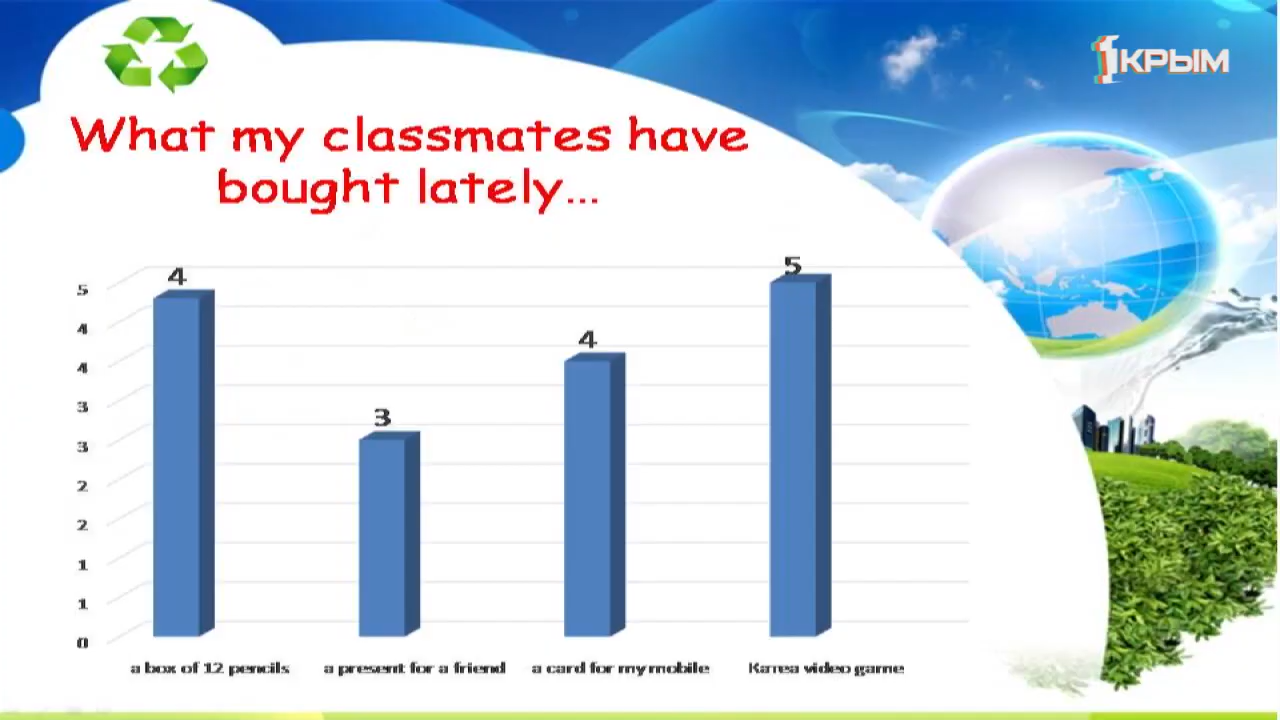 1КРЫМ
What my classmates have
bought lately...
4
3
4
5
5
4
4
3
3
2
2
1
1
0
a box of 12 pencils
a present for a friend
a card for my mobile
Катеа video game